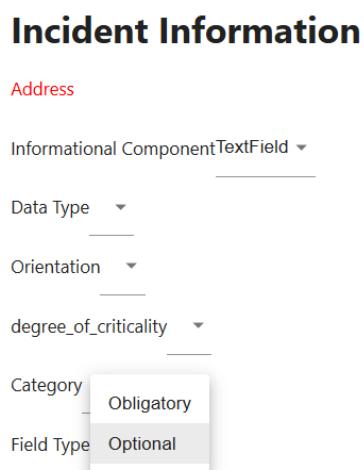 Incident Information
Address
Informational Component TextField
Data Type
Orientation
degree_of_criticality
Category
Obligatory
Field Type
Optional